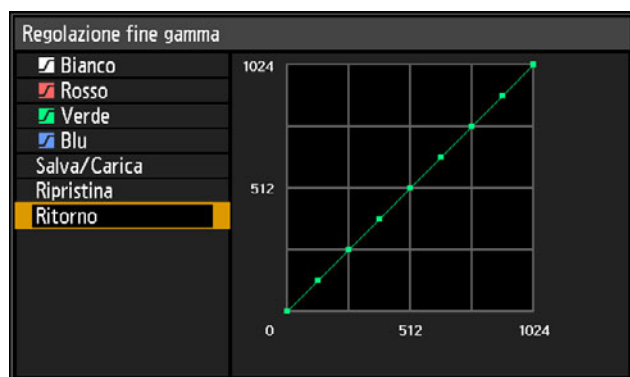 Regolazione fine gamma
Bianco
Rosso
Verde
Blu
Salva/Carica
Ripristina
Ritorno
1024
512
0
512
1024